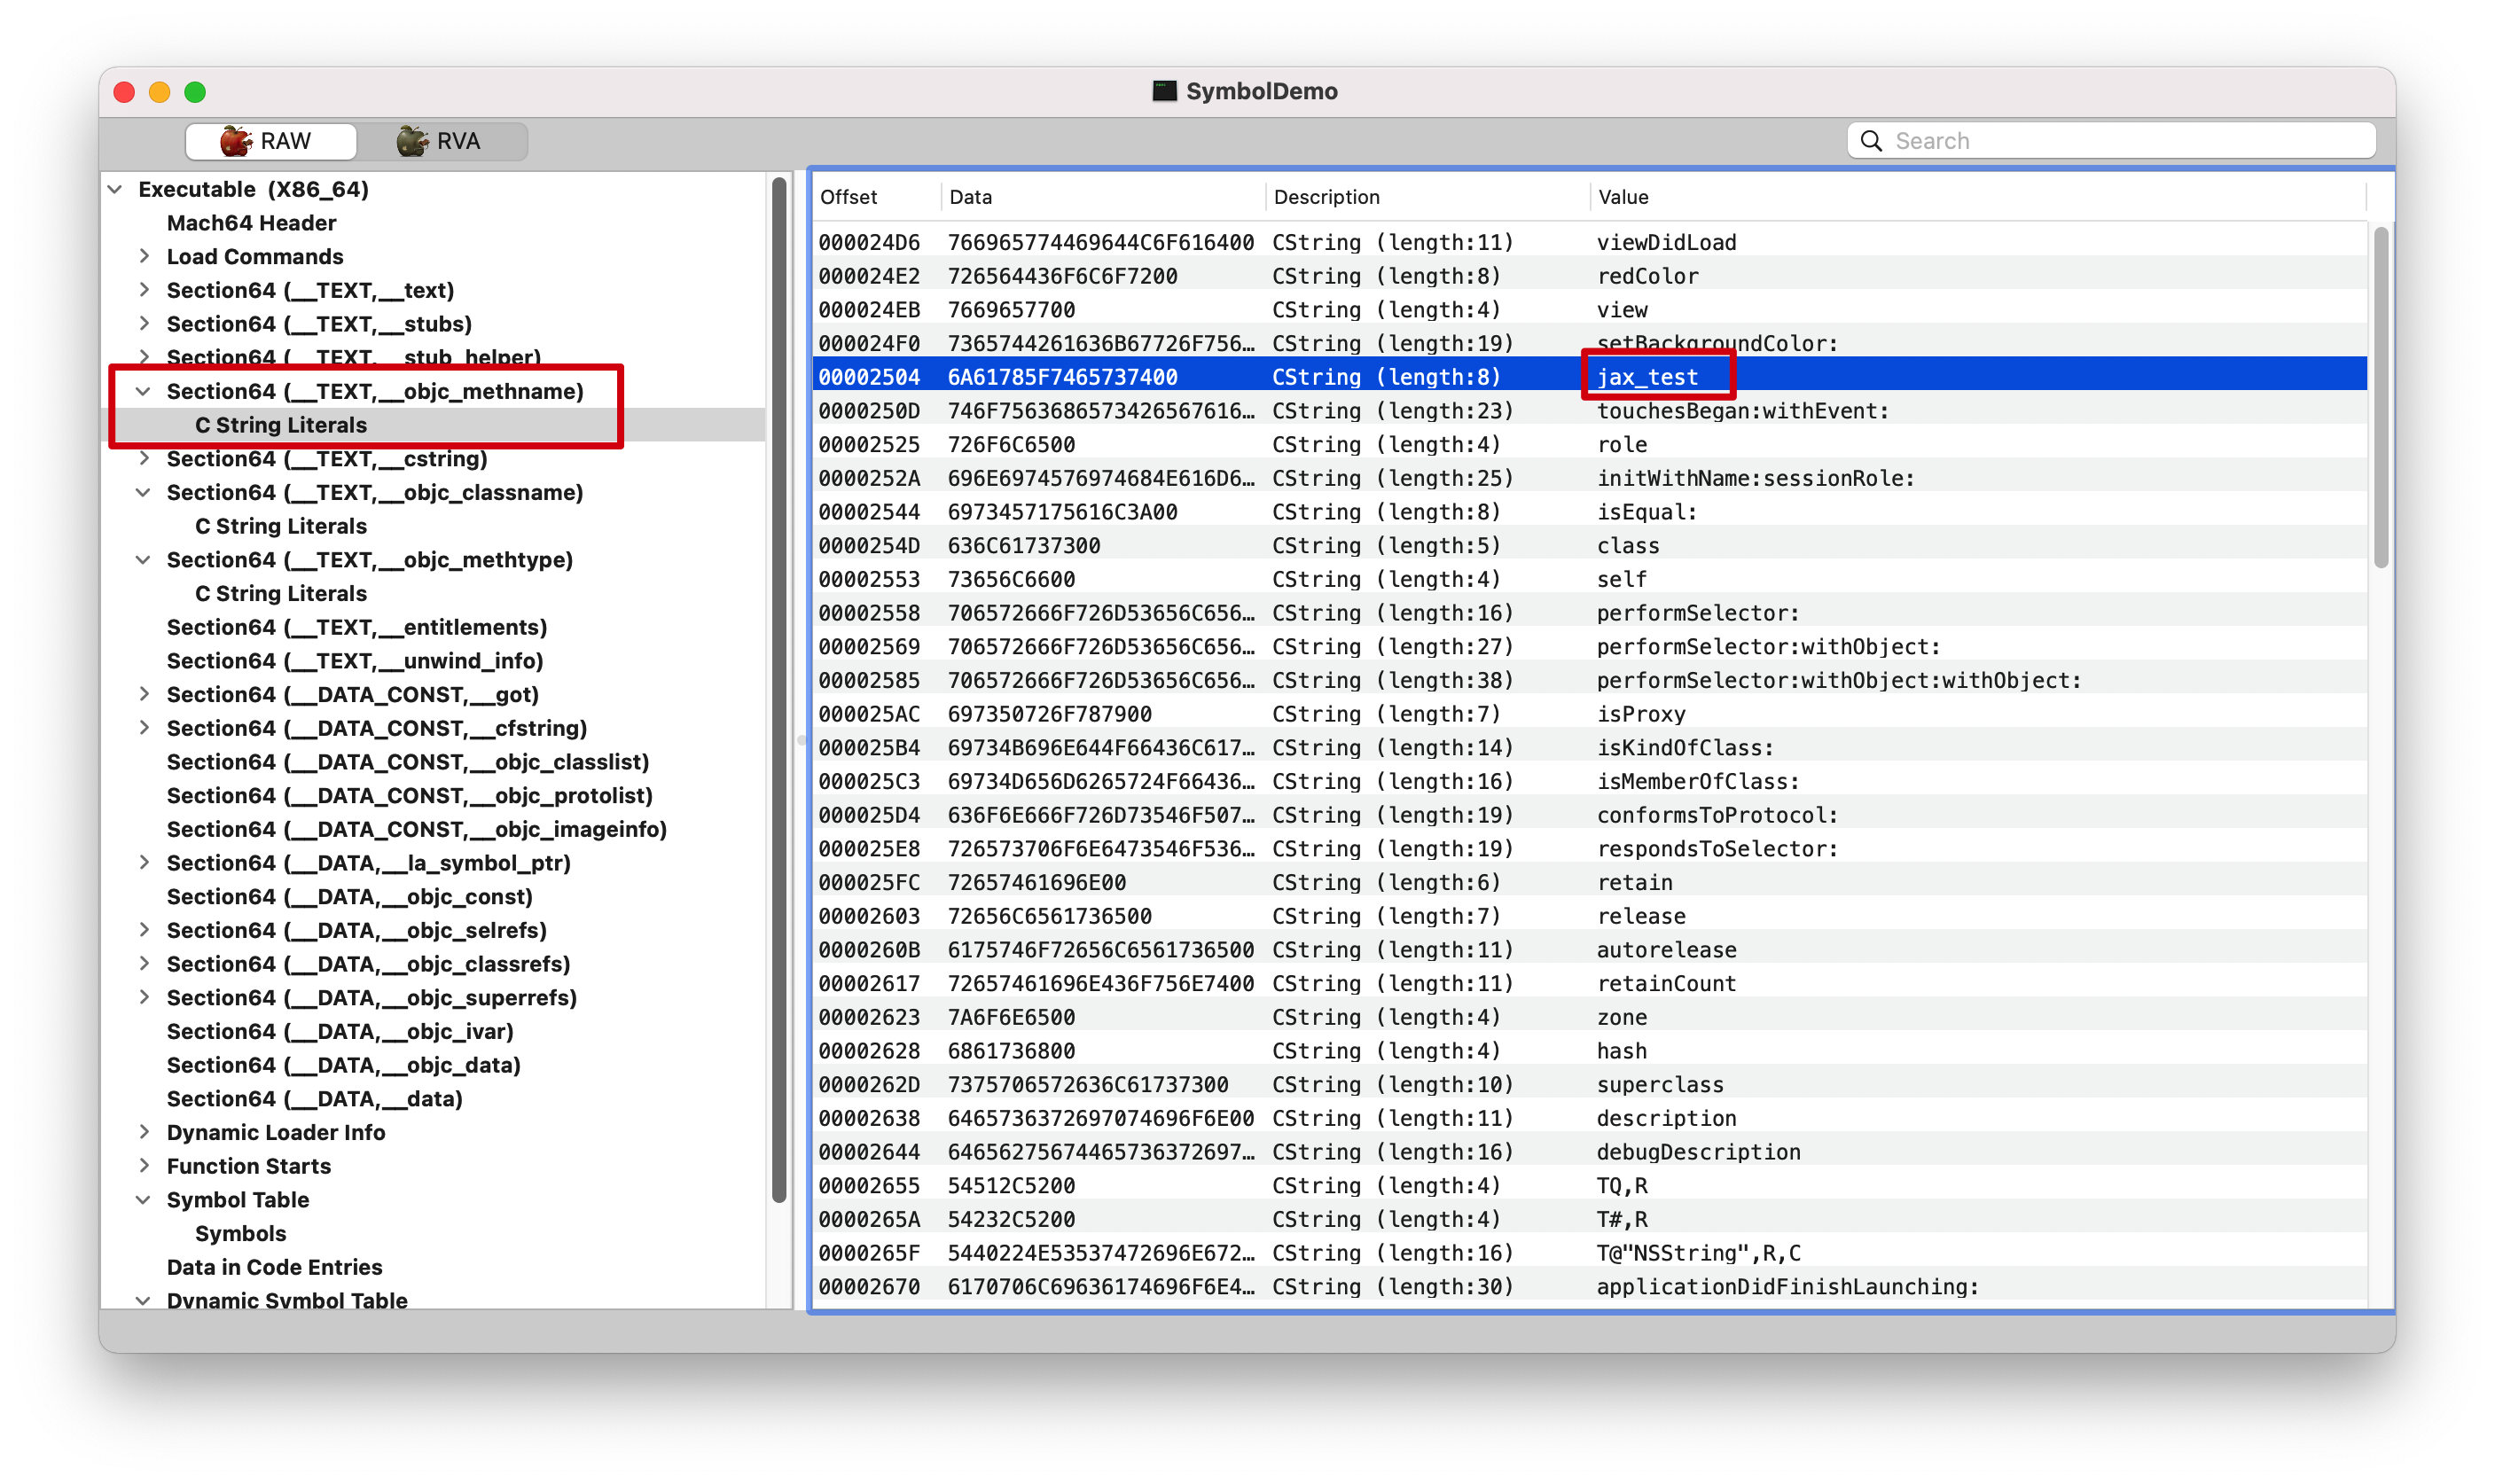 SymbolDemo
RAW RVA Search
Executable (X86_64)
Mach64 Header
Load Commands
Section64 (__TEXT,__text)
Section64 (__TEXT,__stubs)
Section64 (__TEXT,__stub_helper)
Section64 (__TEXT,__objc_methname)
C String Literals
Section64 (__TEXT,__cstring)
Section64 (__TEXT,__objc_classname)
C String Literals
Section64 (__TEXT,__objc_methtype)
C String Literals
Section64 (__TEXT,__entitlements)
Section64 (__TEXT,__unwind_info)
Section64 (__DATA_CONST,__got)
Section64 (__DATA_CONST,__cfstring)
Section64 (__DATA_CONST,__objc_classlist)
Section64 (__DATA_CONST,__objc_protolist)
Section64 (__DATA_CONST,__objc_imageinfo)
Section64 (__DATA,__la_symbol_ptr)
Section64 (__DATA,__objc_const)
Section64 (__DATA,__objc_selrefs)
Section64 (__DATA,__objc_classrefs)
Section64 (__DATA,__objc_superrefs)
Section64 (__DATA,__objc_ivar)
Section64 (__DATA,__objc_data)
Section64 (__DATA,__data)
Dynamic Loader Info
Function Starts
Symbol Table
Symbols
Data in Code Entries
Dynamic Symbol Table
Offset Data Description Value
000024D6 766965774469644C6F616400 CString (length:11) viewDidLoad
000024E2 726564436F6C6F7200 CString (length:8) redColor
000024EB 7669657700 CString (length:4) view
000024F0 7365744261636B67726F756... CString (length:19) setBackgroundColor:
00002504 6A61785F7465737400 CString (length:8) jax_test
0000250D 746F7563686573426567616... CString (length:23) touchesBegan:withEvent:
00002525 726F6C6500 CString (length:4) role
0000252A 696E6974576974684E616D6... CString (length:25) initWithName:sessionRole:
00002544 6973457175616C3A00 CString (length:8) isEqual:
0000254D 636C61737300 CString (length:5) class
00002553 73656C6600 CString (length:4) self
00002558 706572666F726D53656C656... CString (length:16) performSelector:
00002569 706572666F726D53656C656... CString (length:27) performSelector:withObject:
00002585 706572666F726D53656C656... CString (length:38) performSelector:withObject:withObject:
000025AC 697350726F787900 CString (length:7) isProxy
000025B4 69734B696E644F66436C617... CString (length:14) isKindOfClass:
000025C3 69734D656D6265724F66436... CString (length:16) isMemberOfClass:
000025D4 636F6E666F726D73546F507... CString (length:19) conformsToProtocol:
000025E8 726573706F6E6473546F536... CString (length:19) respondsToSelector:
000025FC 72657461696E00 CString (length:6) retain
00002603 72656C6561736500 CString (length:7) release
0000260B 6175746F72656C6561736500 CString (length:11) autorelease
00002617 72657461696E436F756E7400 CString (length:11) retainCount
00002623 7A6F6E6500 CString (length:4) zone
00002628 6861736800 CString (length:4) hash
0000262D 7375706572636C61737300 CString (length:10) superclass
00002638 6465736372697074696F6E00 CString (length:11) description
00002644 64656275674465736372697... CString (length:16) debugDescription
00002655 54512C5200 CString (length:4) TQ,R
0000265A 54232C5200 CString (length:4) T#,R
0000265F 5440224E53537472696E672... CString (length:16) T@"NSString",R,C
00002670 6170706C69636174696F6E4... CString (length:30) applicationDidFinishLaunching: